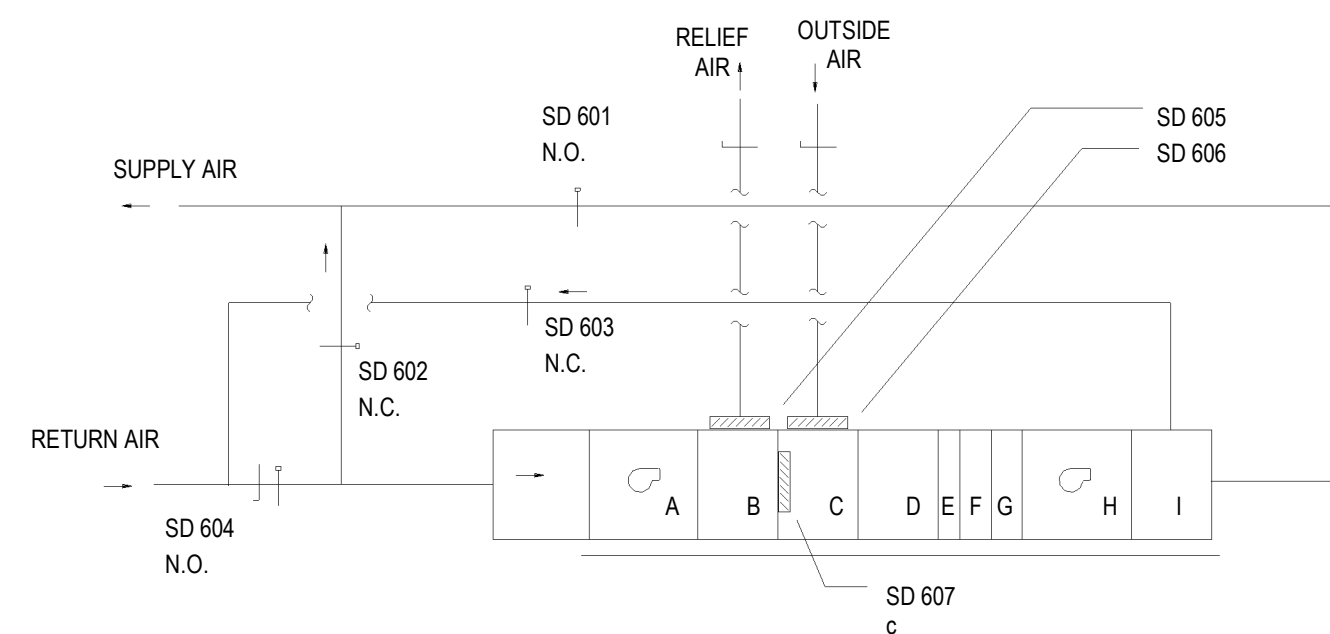 RELIEF
AIR
OUTSIDE
AIR
SD 601
N.O.
SD 605
SD 606
SUPPLY AIR
SD 603
N.C.
SD 602
N.C.
RETURN AIR
SD 604
N.O.
A
B
C
D
E
F
G
H
I
SD 607
c